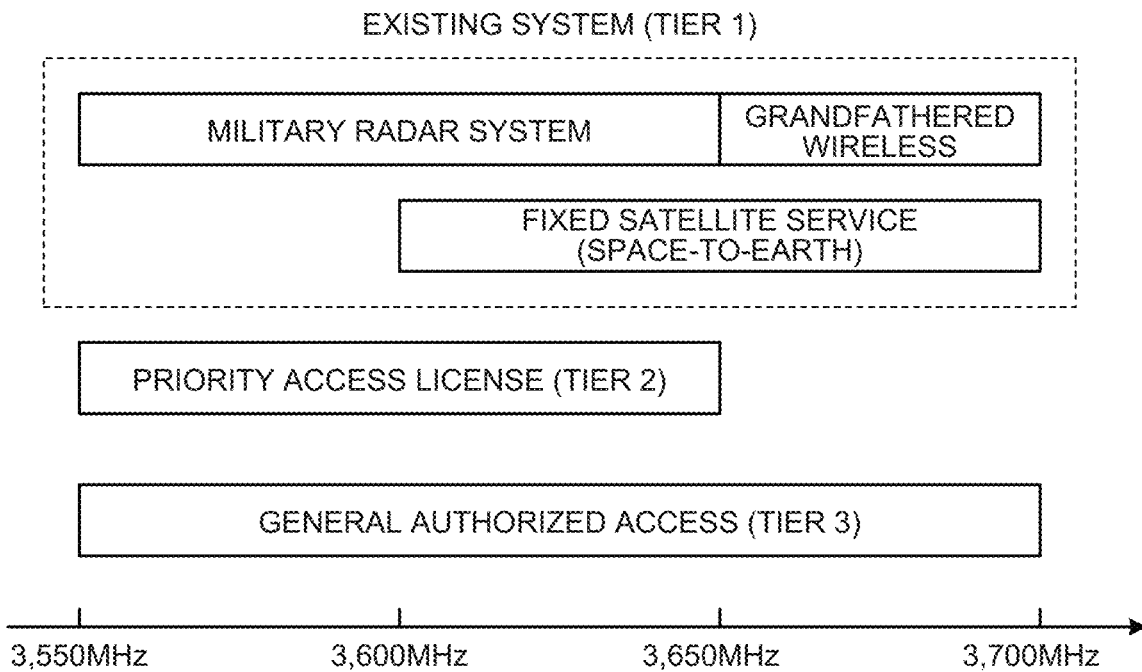 EXISTING SYSTEM (TIER 1)
MILITARY RADAR SYSTEM
GRANDFATHERED
WIRELESS
FIXED SATELLITE SERVICE
(SPACE-TO-EARTH)
PRIORITY ACCESS LICENSE (TIER 2)
GENERAL AUTHORIZED ACCESS (TIER 3)
3,550MHz 3,600MHz 3,650MHz 3,700MHz